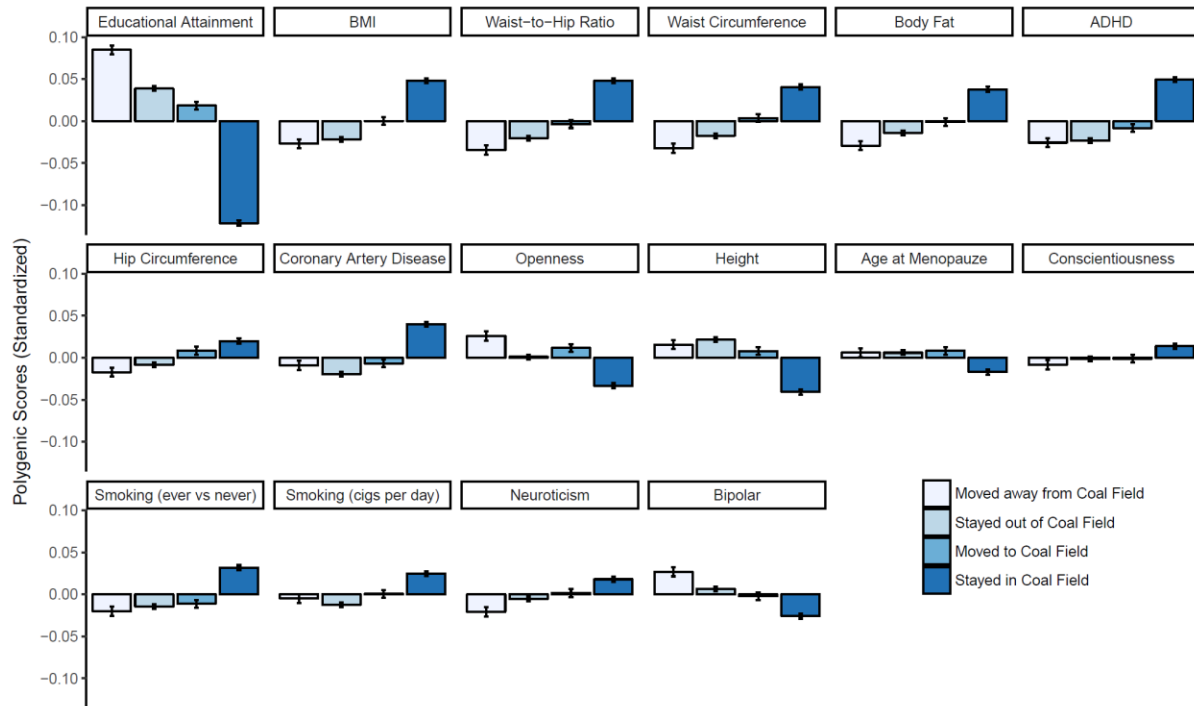 Educational Attainment
BMI
Waist−to−Hip Ratio
Waist Circumference
Body Fat
ADHD
0.10
0.05
0.00
−0.05
−0.10
Polygenic Scores (Standardized)
Hip Circumference
Coronary Artery Disease
Openness
Height
Age at Menopauze
Conscientiousness
0.10
0.05
0.00
−0.05
−0.10
Smoking (ever vs never)
Smoking (cigs per day)
Neuroticism
Bipolar
0.10
0.05
0.00
−0.05
−0.10
Moved away from Coal Field
Stayed out of Coal Field
Moved to Coal Field
Stayed in Coal Field